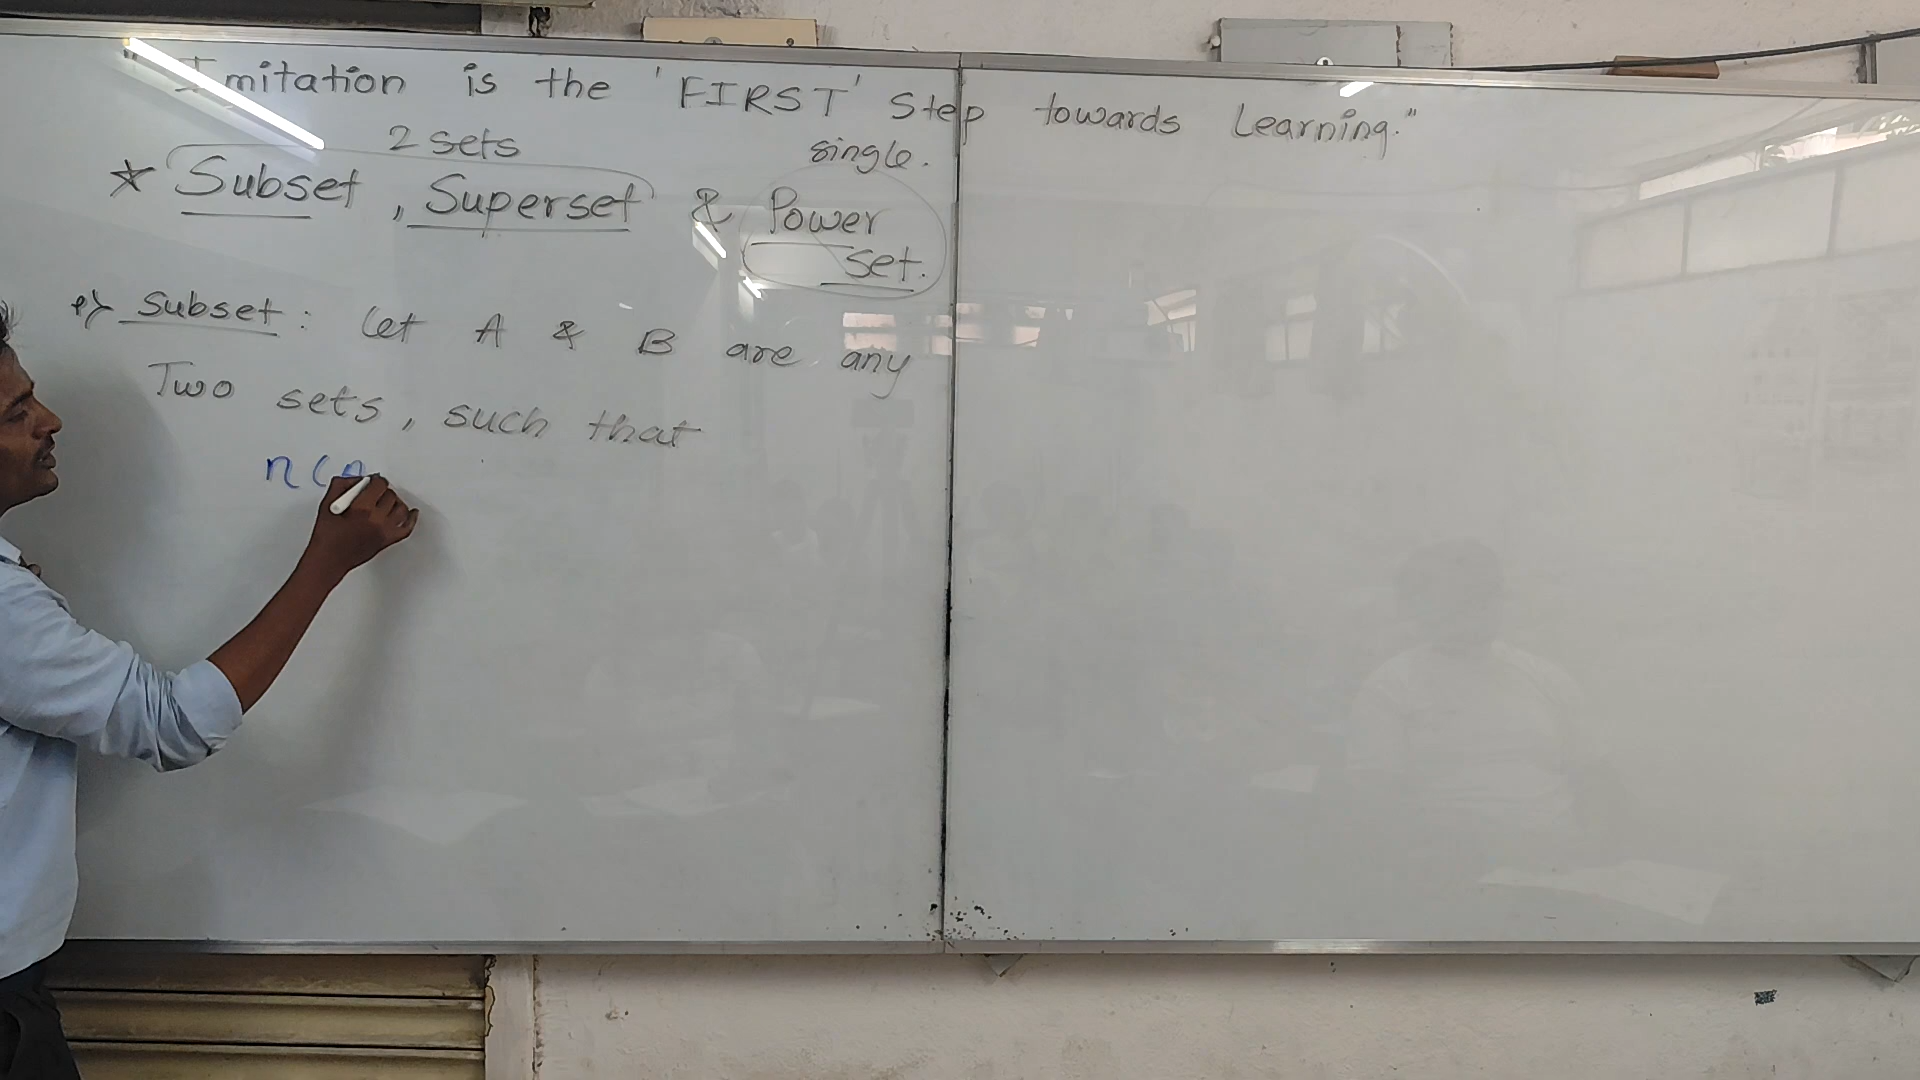 "Imitation is the 'FIRST' Step towards Learning."
2 sets single.
* Subset, Superset & Power
set.
i) Subset: Let A & B are any
Two sets, such that
n(A